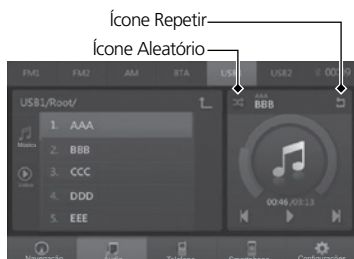 Ícone Repetir
Ícone Aleatório
FM1 FM2 AM BTA USB1 USB2
USB1/Root/
AAA
BBB
1. AAA
2. BBB
3. CCC
4. DDD
5. EEE
Música
00:46/03:13
Navegação Áudio Telefone Smartphone Configurações